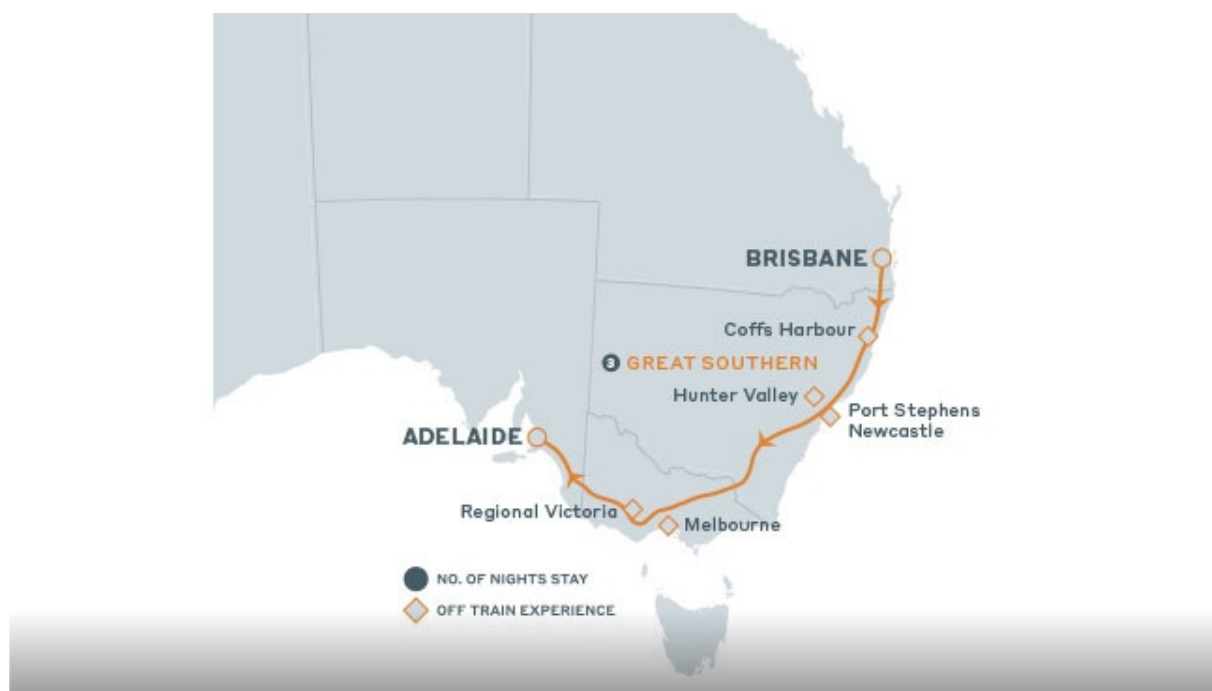 BRISBANE
Coffs Harbour
3 GREAT SOUTHERN
Hunter Valley
Port Stephens
Newcastle
ADELAIDE
Regional Victoria
Melbourne
NO. OF NIGHTS STAY
OFF TRAIN EXPERIENCE